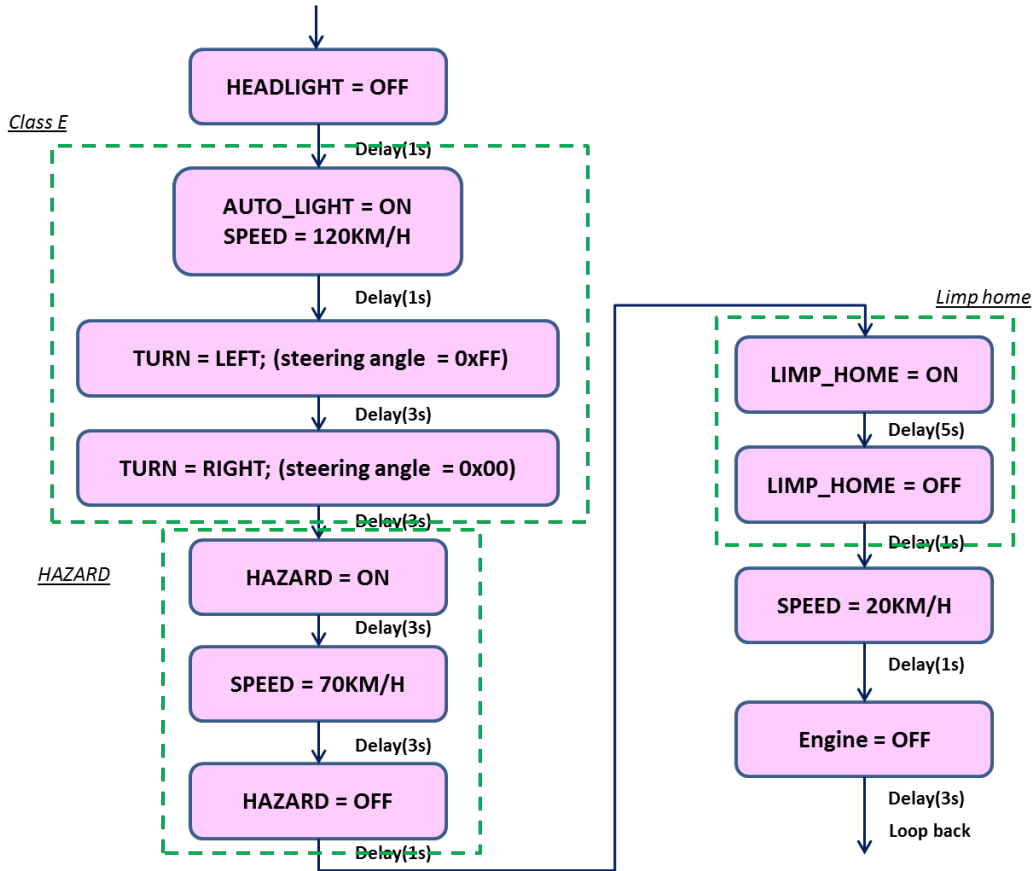 HEADLIGHT = OFF
Class E
Delay(1s)
AUTO_LIGHT = ON
SPEED = 120KM/H
Delay(1s)
TURN = LEFT; (steering angle  = 0xFF)
Delay(3s)
TURN = RIGHT; (steering angle  = 0x00)
Delay(3s)
HAZARD
HAZARD = ON
Delay(3s)
SPEED = 70KM/H
Delay(3s)
HAZARD = OFF
Delay(1s)
Limp home
LIMP_HOME = ON
Delay(5s)
LIMP_HOME = OFF
Delay(1s)
SPEED = 20KM/H
Delay(1s)
Engine = OFF
Delay(3s)
Loop back